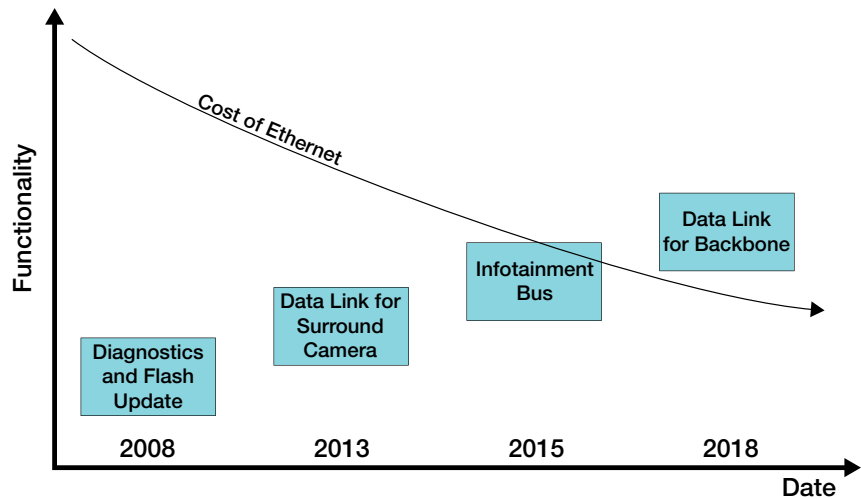 Functionality
Cost of Ethernet
Data Link
for Backbone
Infotainment
Bus
Data Link for
Surround
Camera
Diagnostics
and Flash
Update
2008
2013
2015
2018
Date